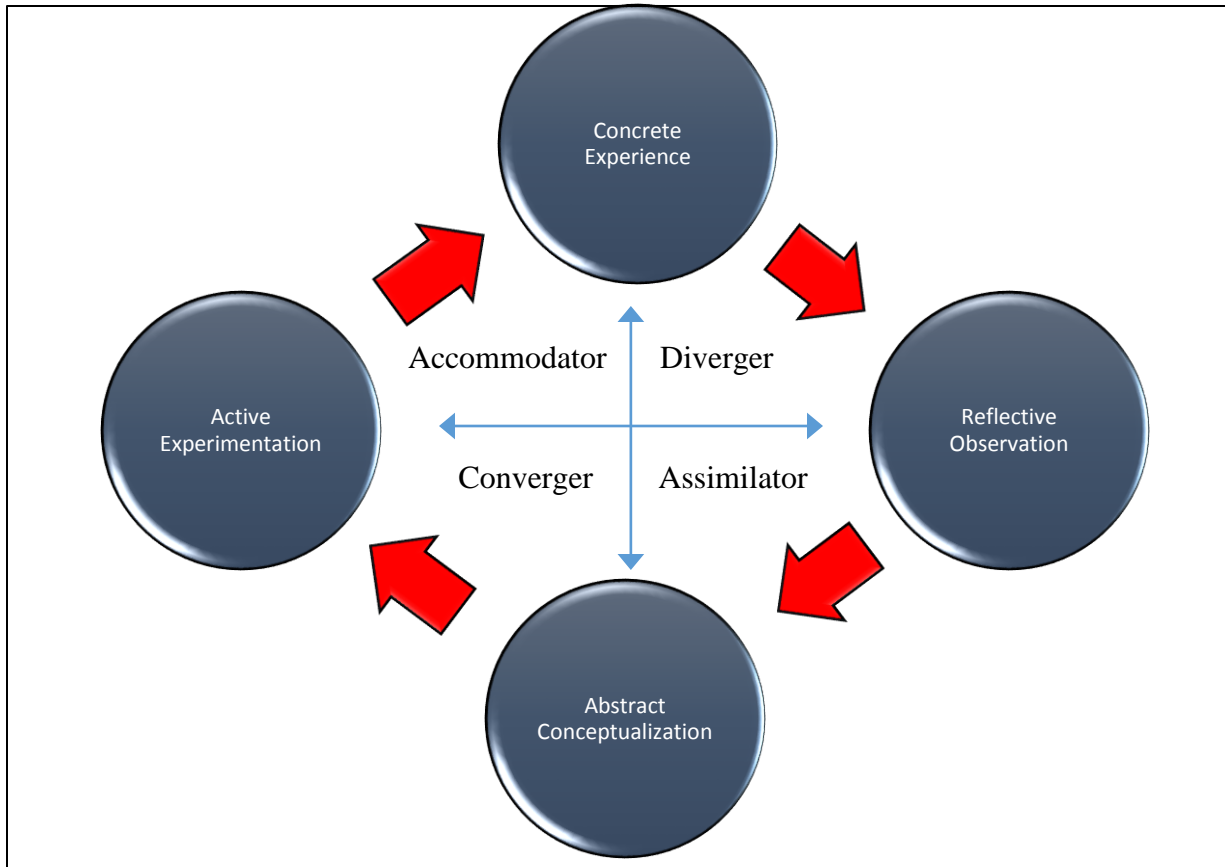 Concrete
Experience
Accommodator
Diverger
Active
Experimentation
Reflective
Observation
Converger
Assimilator
Abstract
Conceptualization